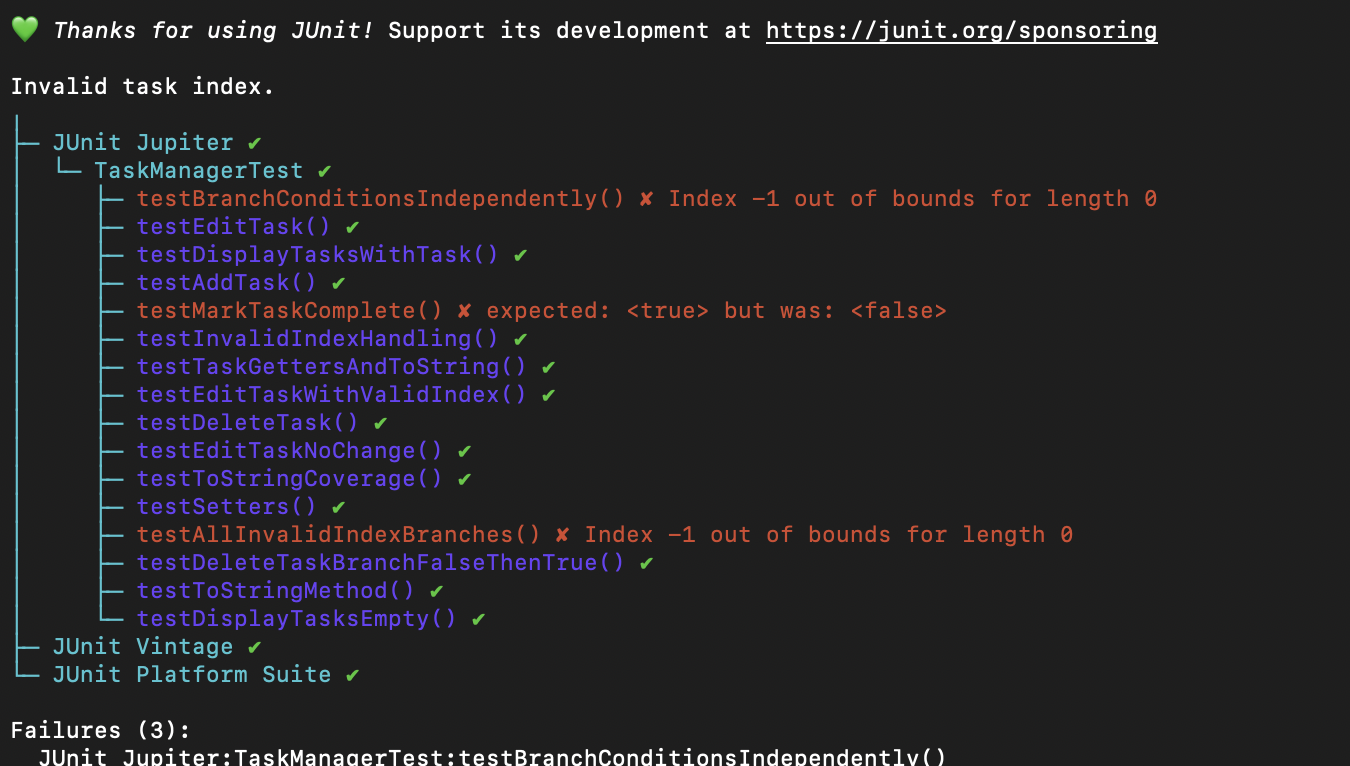 💚 Thanks for using JUnit! Support its development at https://junit.org/sponsoring
Invalid task index.
├─ JUnit Jupiter ✔
│  └─ TaskManagerTest ✔
│     ├─ testBranchConditionsIndependently() ✘ Index -1 out of bounds for length 0
│     ├─ testEditTask() ✔
│     ├─ testDisplayTasksWithTask() ✔
│     ├─ testAddTask() ✔
│     ├─ testMarkTaskComplete() ✘ expected: <true> but was: <false>
│     ├─ testInvalidIndexHandling() ✔
│     ├─ testTaskGettersAndToString() ✔
│     ├─ testEditTaskWithValidIndex() ✔
│     ├─ testDeleteTask() ✔
│     ├─ testEditTaskNoChange() ✔
│     ├─ testToStringCoverage() ✔
│     ├─ testSetters() ✔
│     ├─ testAllInvalidIndexBranches() ✘ Index -1 out of bounds for length 0
│     ├─ testDeleteTaskBranchFalseThenTrue() ✔
│     ├─ testToStringMethod() ✔
│     └─ testDisplayTasksEmpty() ✔
├─ JUnit Vintage ✔
└─ JUnit Platform Suite ✔
Failures (3):
JUnit Jupiter:TaskManagerTest:testBranchConditionsIndependently()